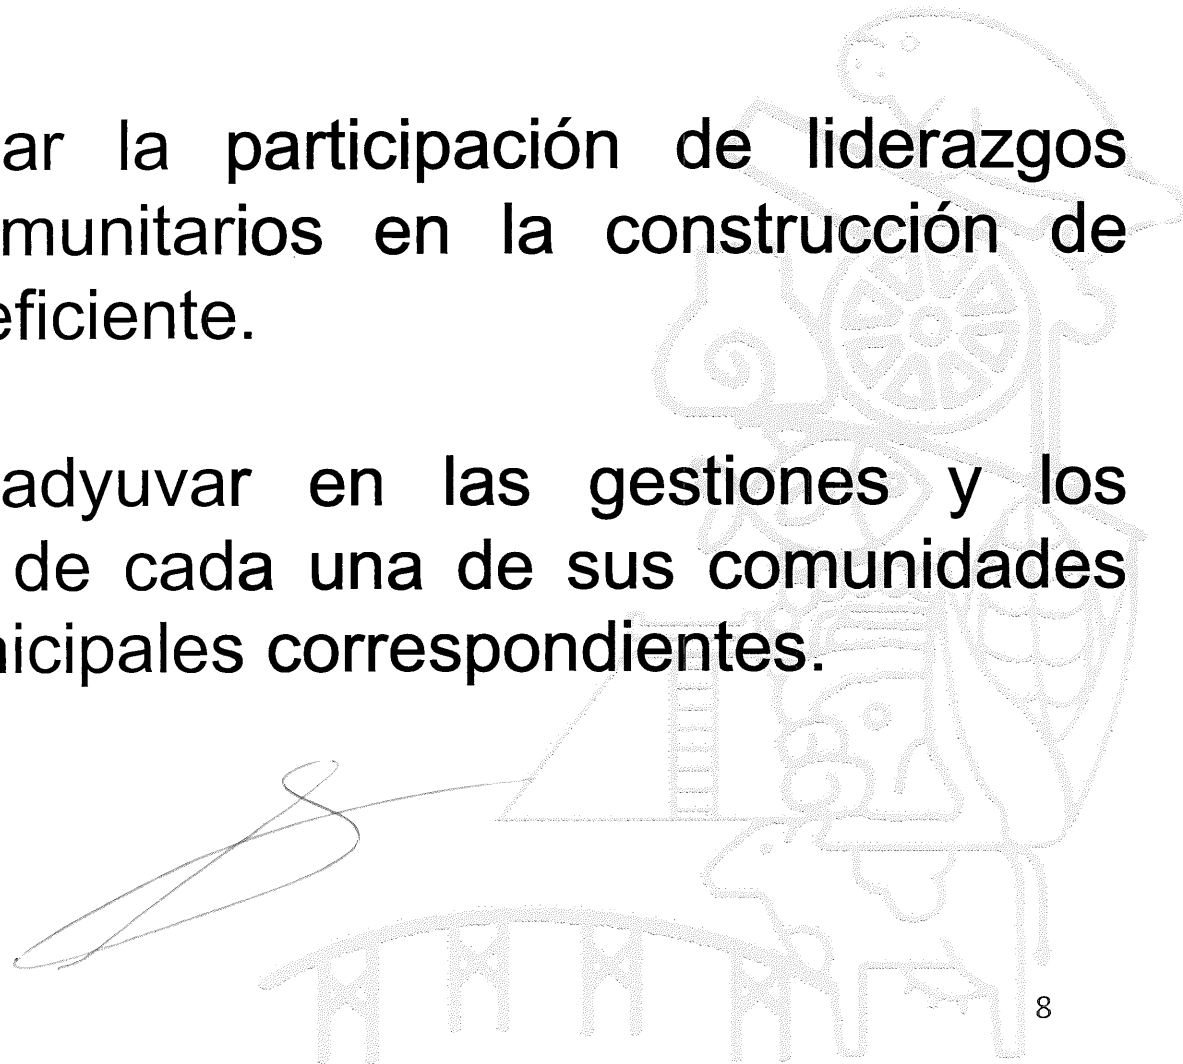 ar la participación de liderazgos
munitarios en la construcción de
eficiente.
adyuvar en las gestiones y los
de cada una de sus comunidades
nicipales correspondientes.
8